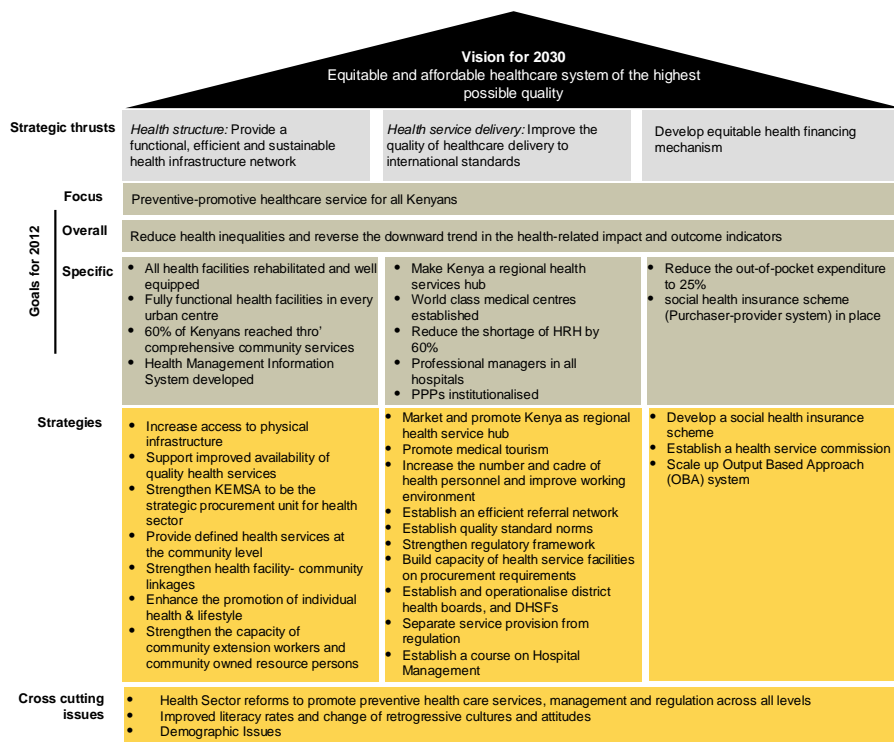 Vision for 2030
Equitable and affordable healthcare system of the highest
possible quality
Strategic thrusts
Health structure: Provide a
functional, efficient and sustainable
health infrastructure network
Health service delivery: Improve the
quality of healthcare delivery to
international standards
Develop equitable health financing
mechanism
Goals for 2012
Focus
Preventive-promotive healthcare service for all Kenyans
Overall
Reduce health inequalities and reverse the downward trend in the health-related impact and outcome indicators
Specific
• All health facilities rehabilitated and well
equipped
• Fully functional health facilities in every
urban centre
• 60% of Kenyans reached thro'
comprehensive community services
• Health Management Information
System developed
• Make Kenya a regional health
services hub
• World class medical centres
established
• Reduce the shortage of HRH by
60%
• Professional managers in all
hospitals
• PPPs institutionalised
• Reduce the out-of-pocket expenditure
to 25%
• social health insurance scheme
(Purchaser-provider system) in place
Strategies
• Increase access to physical
infrastructure
• Support improved availability of
quality health services
• Strengthen KEMSA to be the
strategic procurement unit for health
sector
• Provide defined health services at
the community level
• Strengthen health facility- community
linkages
• Enhance the promotion of individual
health & lifestyle
• Strengthen the capacity of
community extension workers and
community owned resource persons
• Market and promote Kenya as regional
health service hub
• Promote medical tourism
• Increase the number and cadre of
health personnel and improve working
environment
• Establish an efficient referral network
• Establish quality standard norms
• Strengthen regulatory framework
• Build capacity of health service facilities
on procurement requirements
• Establish and operationalise district
health boards, and DHSFs
• Separate service provision from
regulation
• Establish a course on Hospital
Management
• Develop a social health insurance
scheme
• Establish a health service commission
• Scale up Output Based Approach
(OBA) system
Cross cutting
issues
• Health Sector reforms to promote preventive health care services, management and regulation across all levels
• Improved literacy rates and change of retrogressive cultures and attitudes
• Demographic Issues